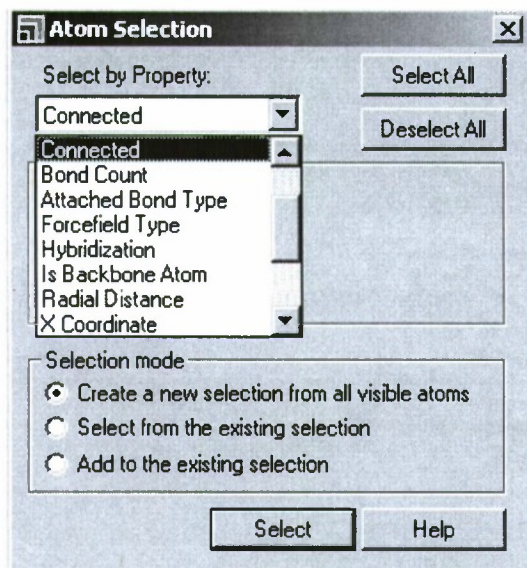 Atom Selection
Select by Property:
Select All
Connected
Deselect All
Connected
Bond Count
Attached Bond Type
Forcefield Type
Hybridization
Is Backbone Atom
Radial Distance
X Coordinate
Selection mode
Create a new selection from all visible atoms
Select from the existing selection
Add to the existing selection
Select
Help